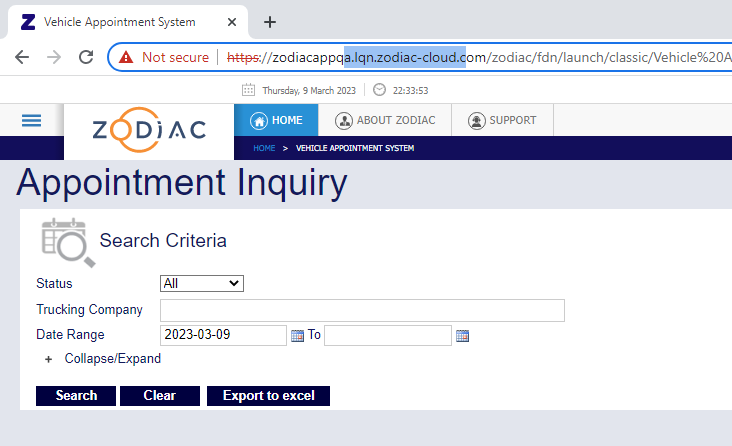 Vehicle Appointment System
Not secure https://zodiacappqa.lqn.zodiac-cloud.com/zodiac/fdn/launch/classic/Vehicle%20A
Thursday, 9 March 2023 22:33:53
ZODIAC HOME ABOUT ZODIAC SUPPORT
HOME > VEHICLE APPOINTMENT SYSTEM
Appointment Inquiry
Search Criteria
Status All
Trucking Company
Date Range 2023-03-09 To
+ Collapse/Expand
Search Clear Export to excel